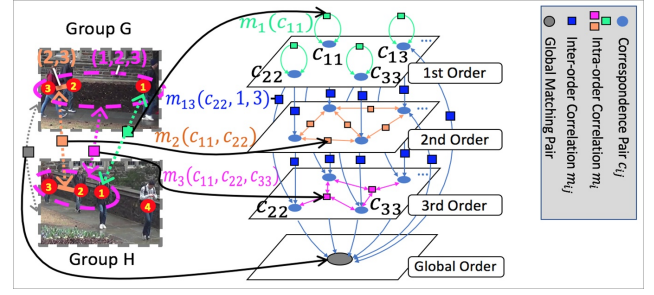 Group G
(2,3)
(1,2,3)
3
2
1
3
2
1
4
Group H
m₁(c₁₁)
c₁₁
c₁₃
c₂₂
c₃₃
1st Order
m₁₃(c₂₂,1,3)
m₂(c₁₁,c₂₂)
2nd Order
m₃(c₁₁,c₂₂,c₃₃)
c₂₂
c₃₃
3rd Order
Global Order
Correspondence Pair cᵢⱼ
Intra-order Correlation mᵢ
Inter-order Correlation mᵢⱼ
Global Matching Pair